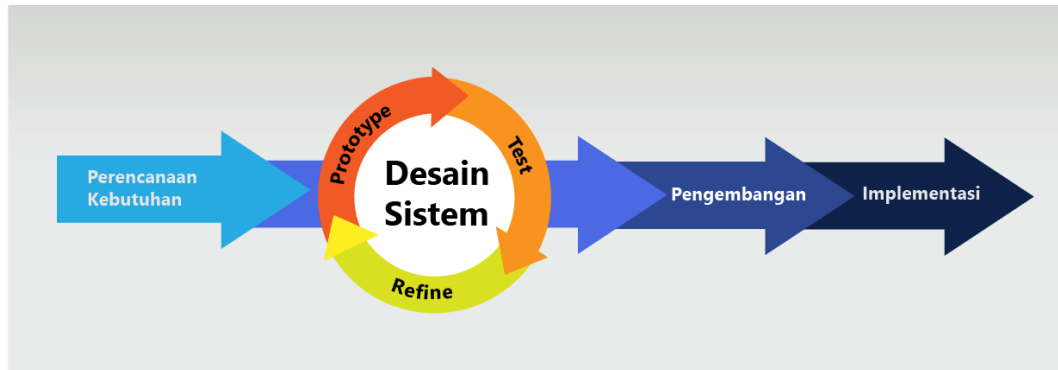 Perencanaan
Kebutuhan
Prototype
Test
Refine
Desain
Sistem
Pengembangan
Implementasi